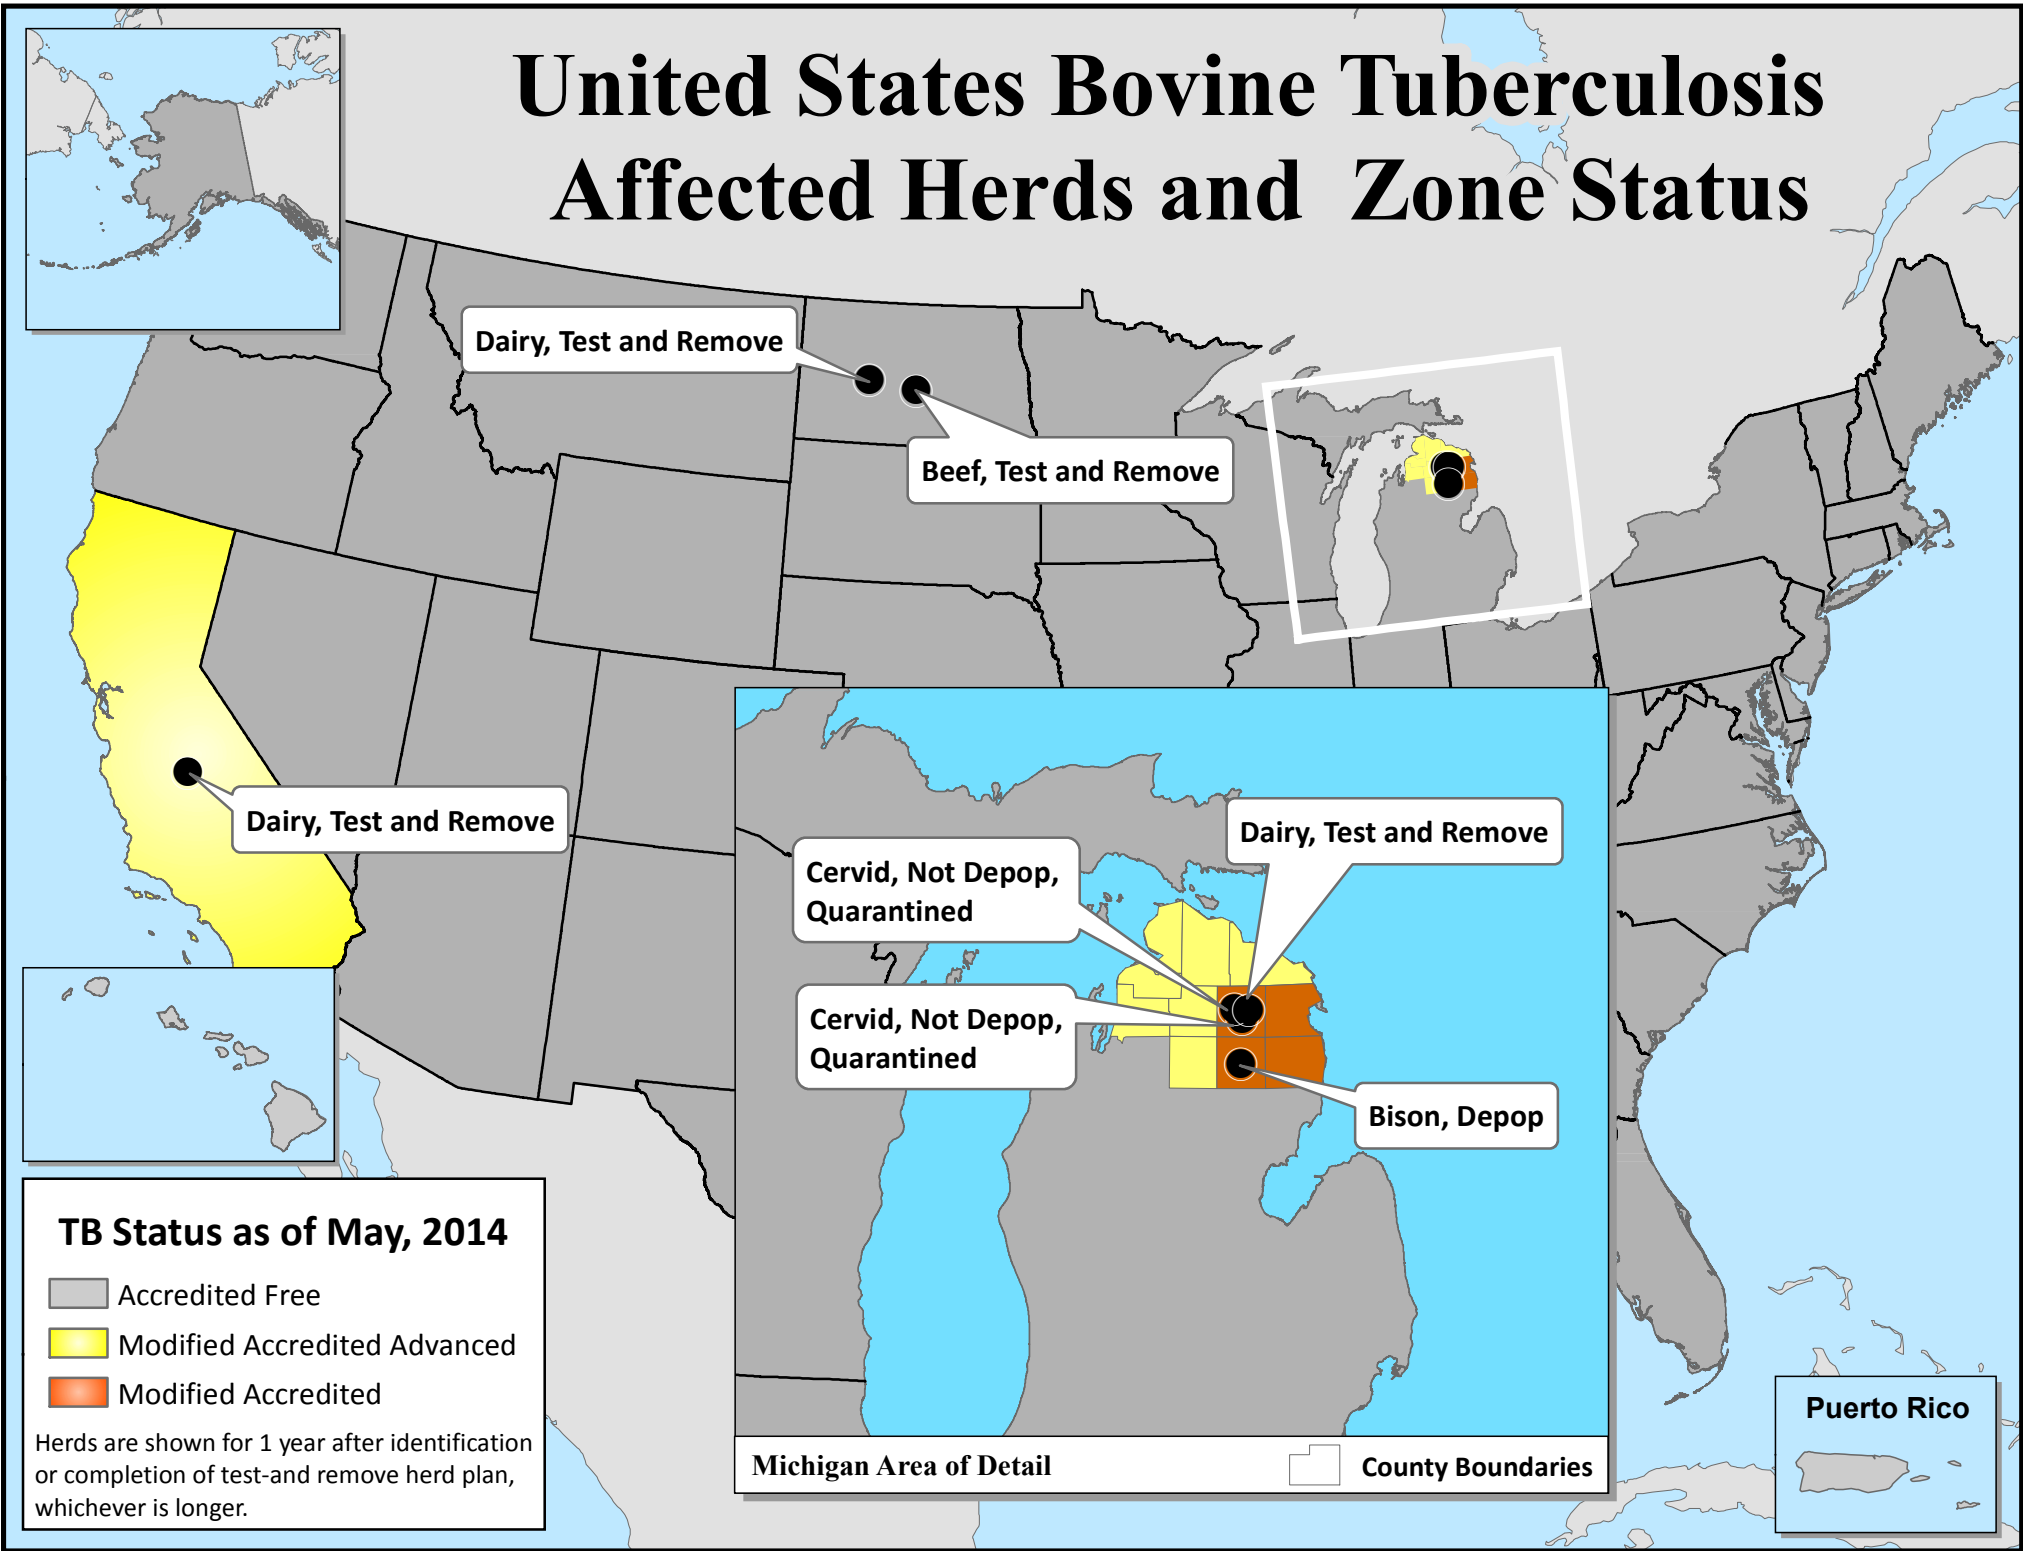 United States Bovine Tuberculosis
Affected Herds and Zone Status
Dairy, Test and Remove
Beef, Test and Remove
Dairy, Test and Remove
Dairy, Test and Remove
Cervid, Not Depop,
Quarantined
Cervid, Not Depop,
Quarantined
Bison, Depop
TB Status as of May, 2014
Accredited Free
Modified Accredited Advanced
Modified Accredited
Herds are shown for 1 year after identification
or completion of test-and remove herd plan,
whichever is longer.
Michigan Area of Detail
County Boundaries
Puerto Rico